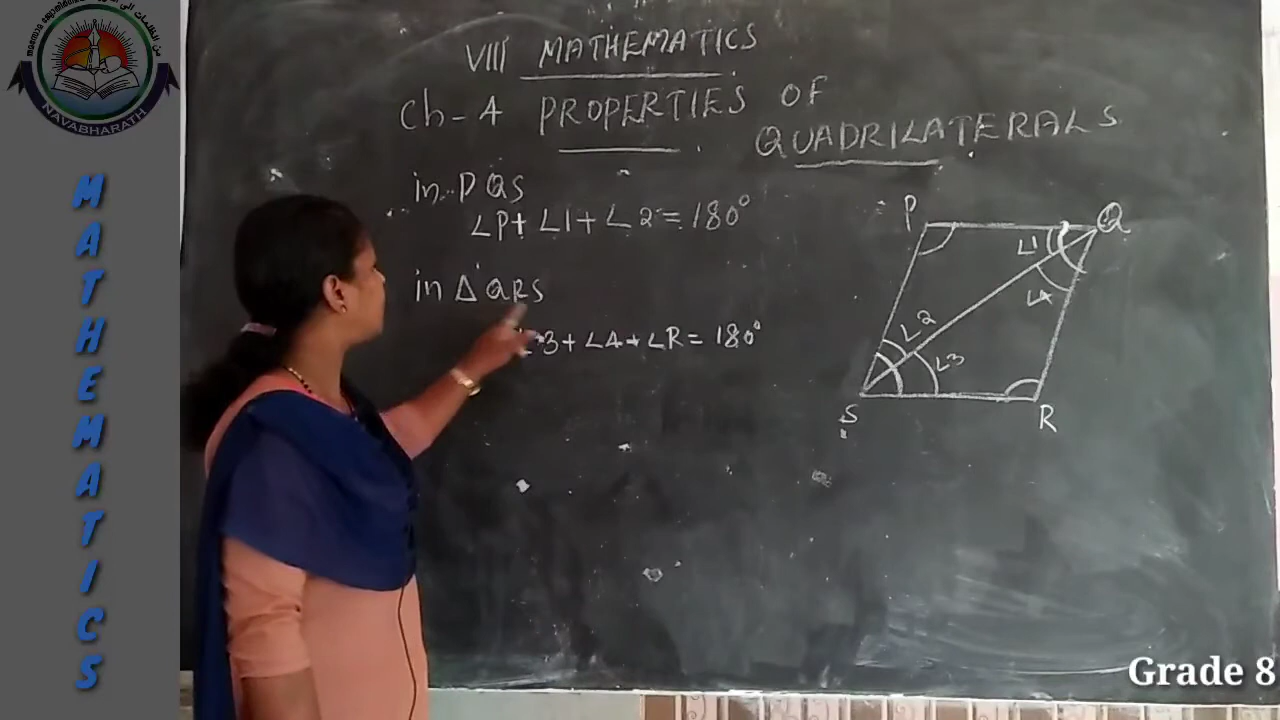 NAVABHARATH
MATHEMATICS
VIII MATHEMATICS
Ch-4 PROPERTIES OF
QUADRILATERALS
in PQS
∠P+ ∠1+ ∠2=180°
in Δ QRS
3+ ∠4+ ∠R= 180°
P
Q
∠1
∠4
∠2
∠3
S
R
Grade 8